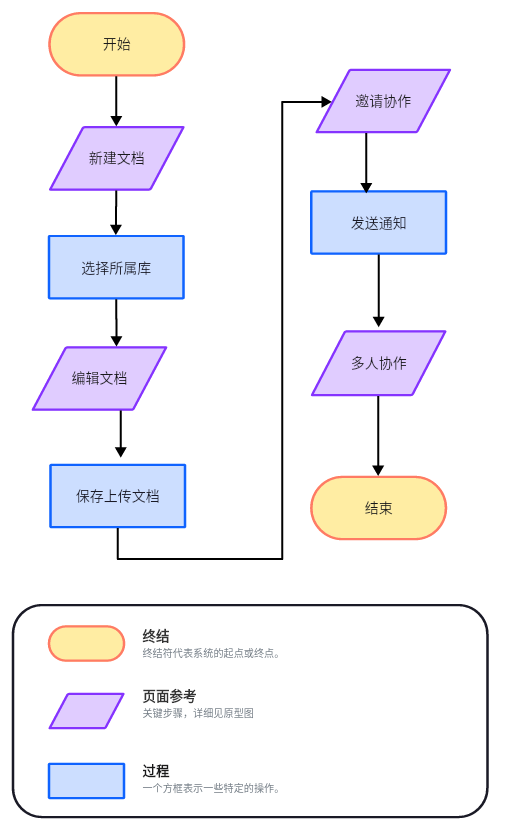 开始
新建文档
选择所属库
编辑文档
保存上传文档
邀请协作
发送通知
多人协作
结束
终结
终结符代表系统的起点或终点。
页面参考
关键步骤，详细见原型图
过程
一个方框表示一些特定的操作。